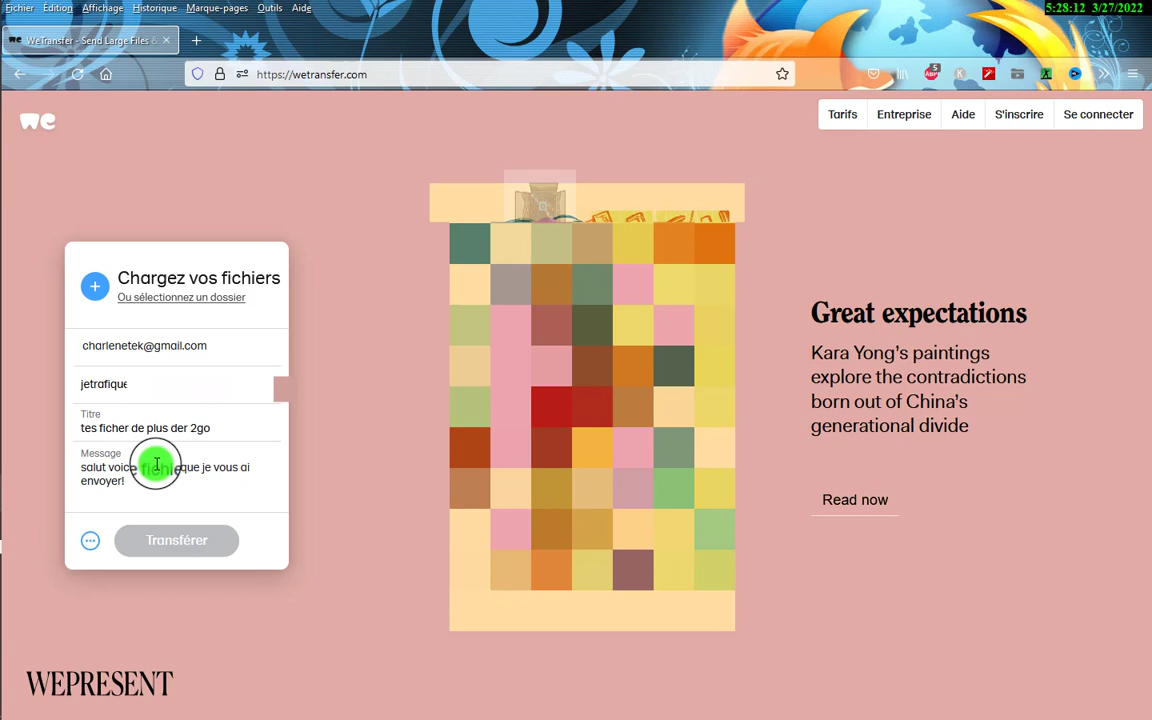 Fichier Édition Affichage Historique Marque-pages Outils Aide
5:28:12 3/27/2022
WeTransfer - Send Large Files &
https://wetransfer.com
5
we
Tarifs Entreprise Aide S'inscrire Se connecter
Chargez vos fichiers
Ou sélectionnez un dossier
charlenetek@gmail.com
jetrafique
Titre
tes ficher de plus der 2go
Message
salut voice fichie que je vous ai
envoyer!
Transférer
Great expectations
Kara Yong's paintings
explore the contradictions
born out of China's
generational divide
Read now
WEPRESENT